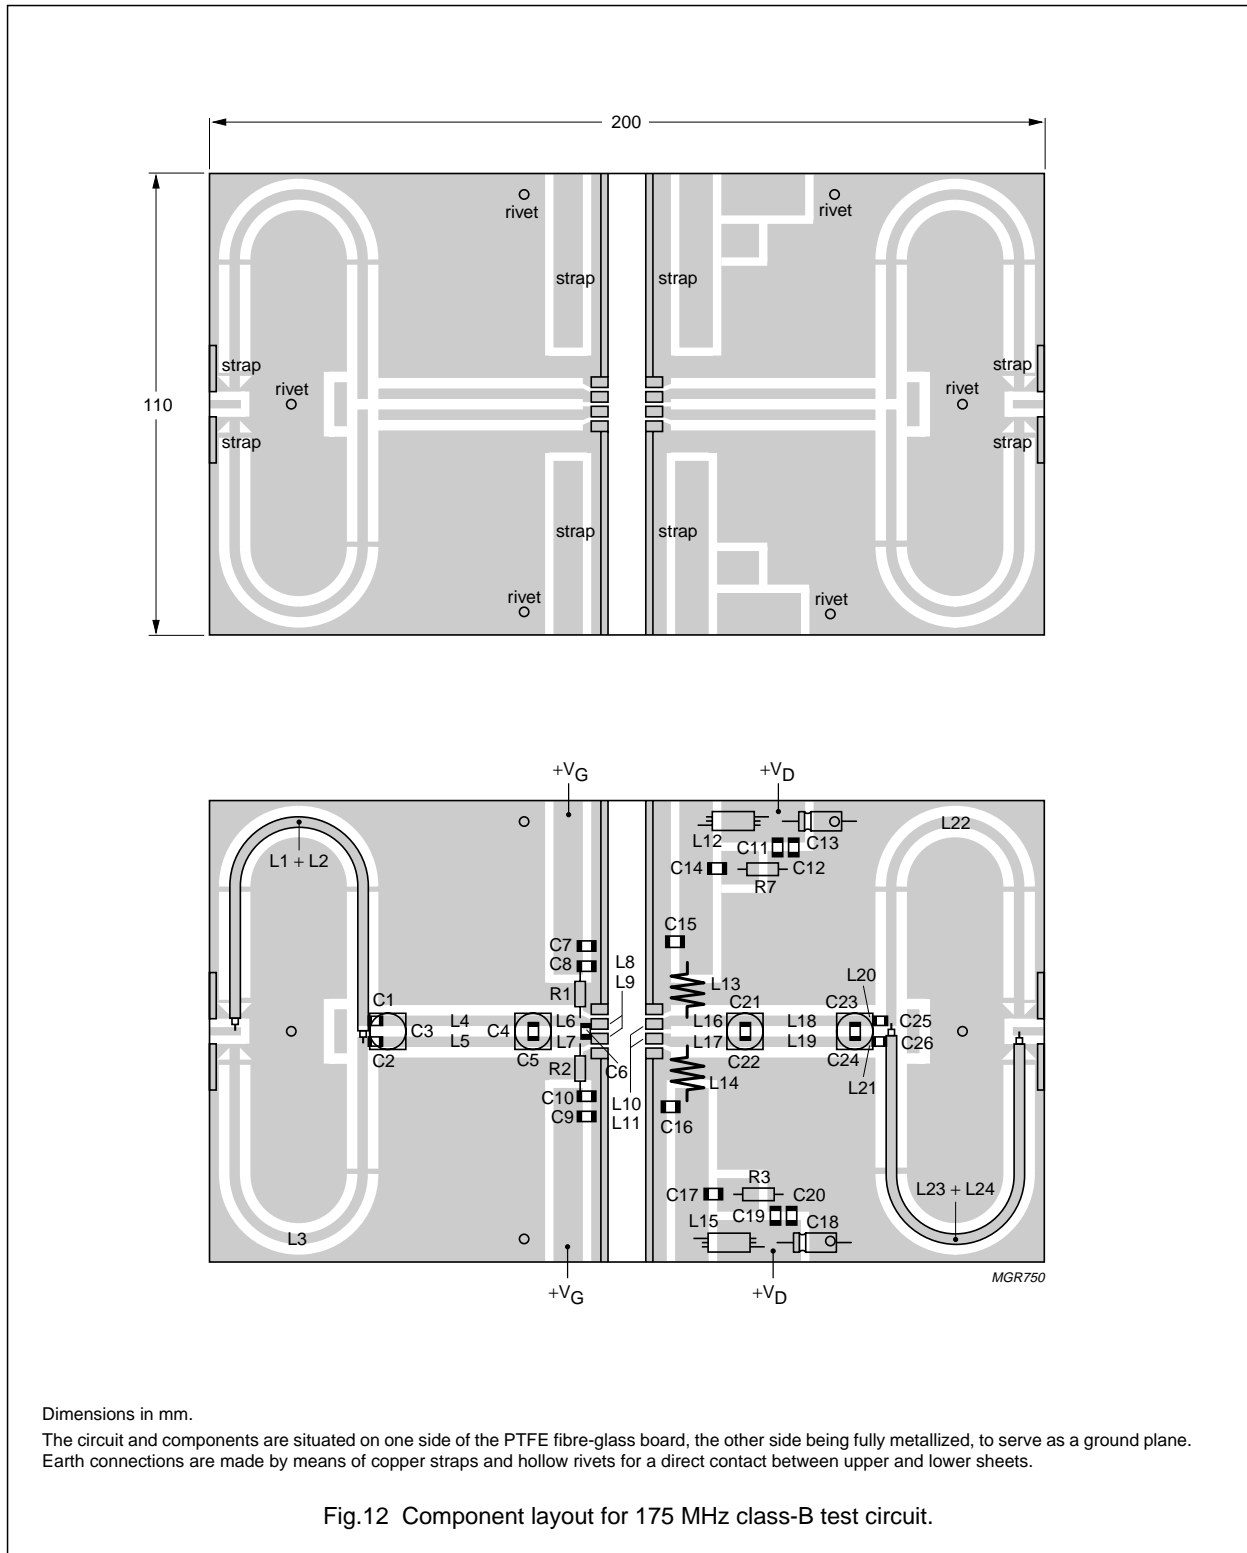 200
rivet
rivet
strap
strap
strap
strap
110
rivet
rivet
strap
strap
strap
strap
rivet
rivet
+VG
+VD
L22
L1 + L2
L12
C11
C13
C14
C12
R7
C15
C7
C8
L8
L9
L13
L20
R1
C1
C21
C23
L4
L6
L16
L18
C25
C3
C4
L5
L7
L17
L19
C26
C2
C5
C22
C24
R2
C6
L14
L21
C10
L10
C9
L11
C16
R3
L23 + L24
C17
C20
L15
C19
C18
L3
MGR750
+VG
+VD
Dimensions in mm.
The circuit and components are situated on one side of the PTFE fibre-glass board, the other side being fully metallized, to serve as a ground plane.
Earth connections are made by means of copper straps and hollow rivets for a direct contact between upper and lower sheets.
Fig.12 Component layout for 175 MHz class-B test circuit.